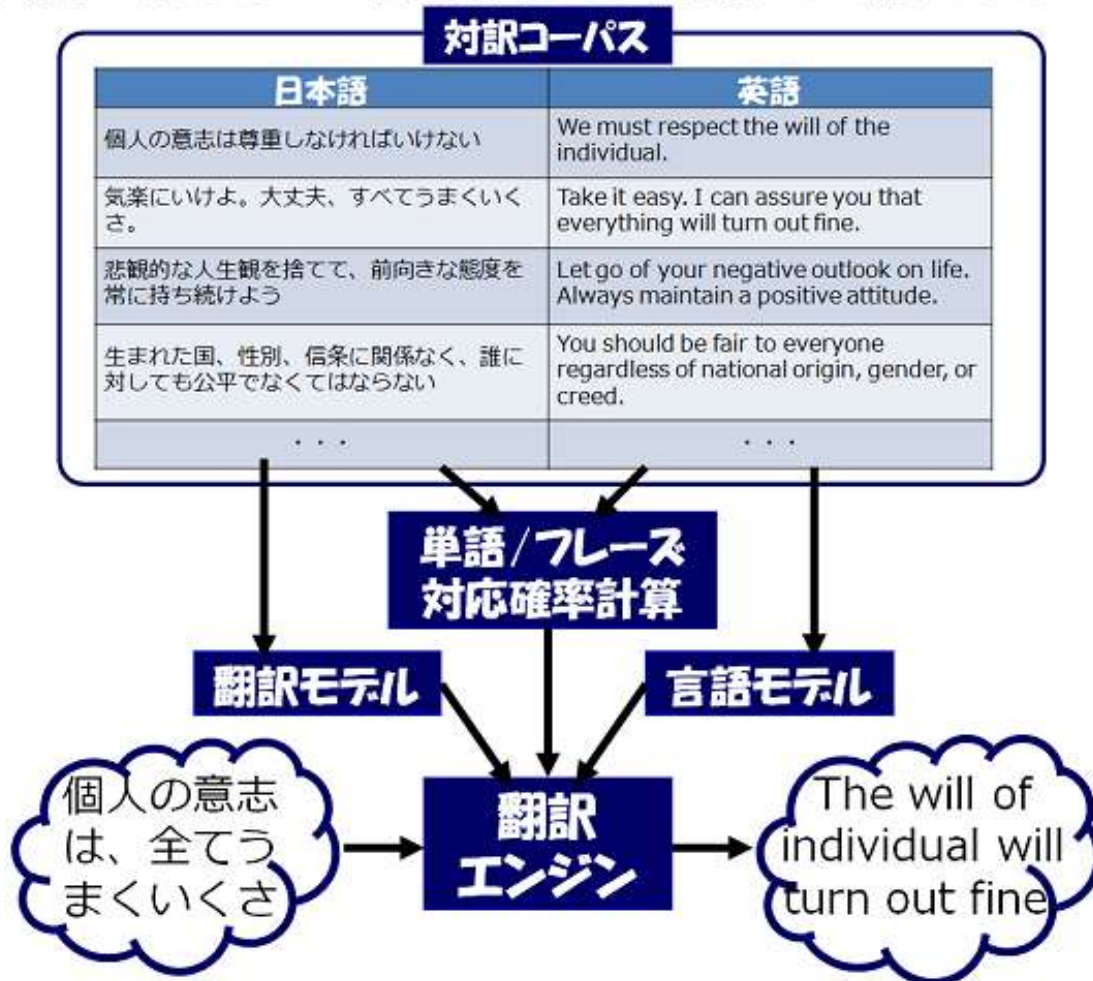 対訳コーパス
日本語
英語
個人の意志は尊重しなければいけない
We must respect the will of the
individual.
気楽にいけよ。大丈夫、すべてうまくいく
さ。
Take it easy. I can assure you that
everything will turn out fine.
悲観的な人生観を捨てて、前向きな態度を
常に持ち続けよう
Let go of your negative outlook on life.
Always maintain a positive attitude.
生まれた国、性別、信条に関係なく、誰に
対しても公平でなくてはならない
You should be fair to everyone
regardless of national origin, gender, or
creed.
・・・
・・・
単語/フレーズ
対応確率計算
翻訳モデル
言語モデル
個人の意志
は、全てう
まくいくさ
翻訳
エンジン
The will of
individual will
turn out fine